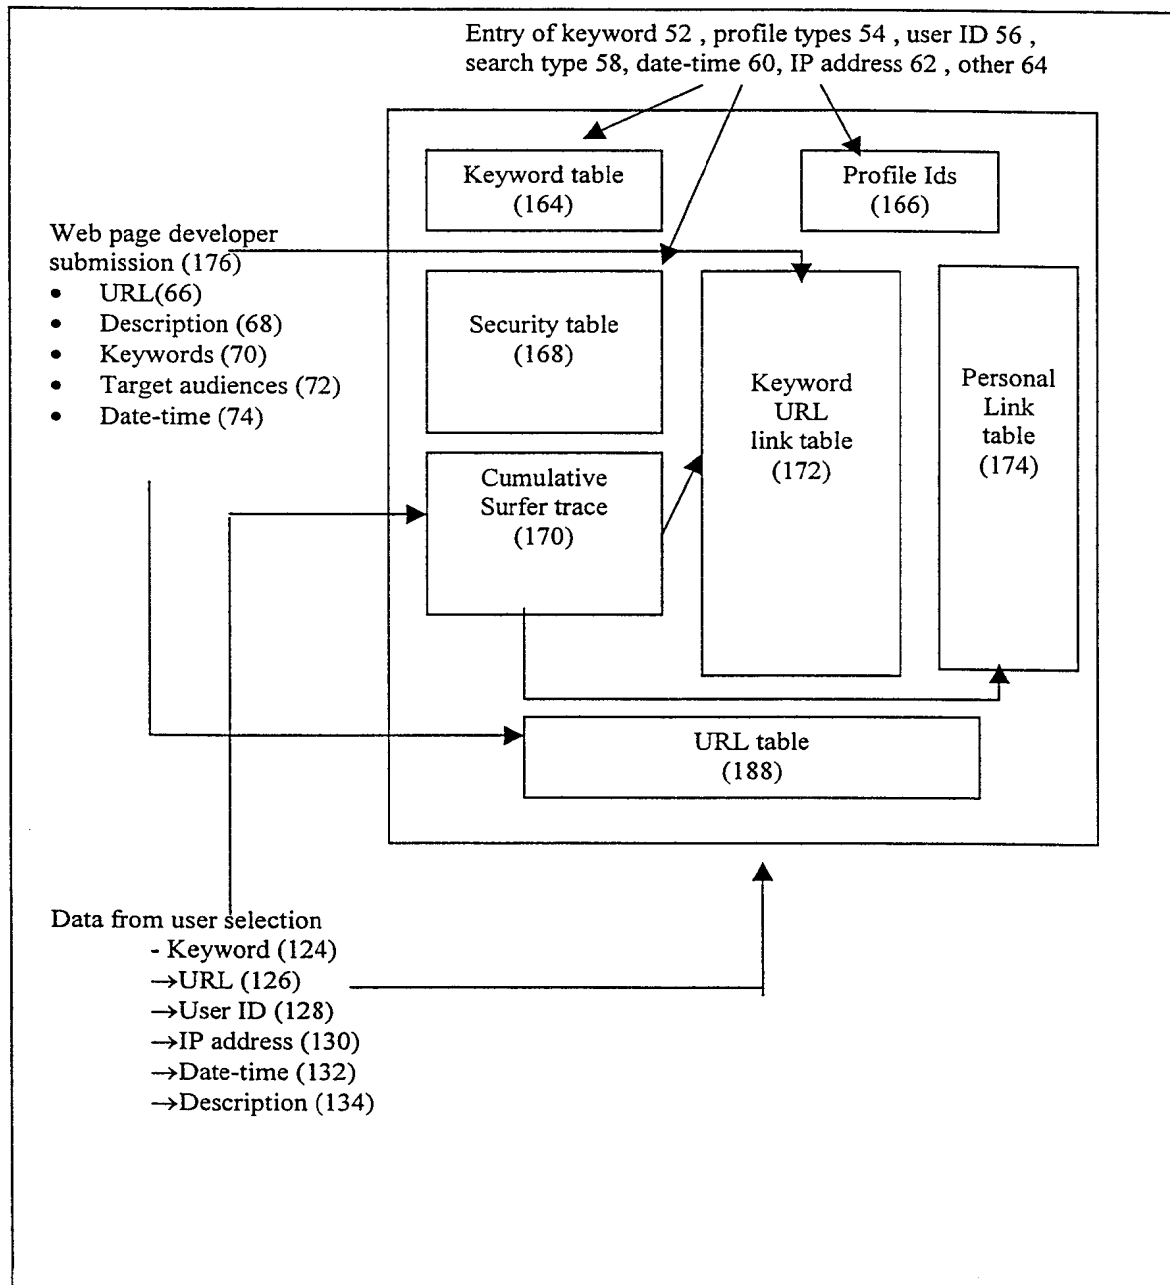 Entry of keyword 52 , profile types 54 , user ID 56 ,
search type 58, date-time 60, IP address 62 , other 64
Keyword table
(164)
Profile Ids
(166)
Web page developer
submission (176)
• URL(66)
• Description (68)
• Keywords (70)
• Target audiences (72)
• Date-time (74)
Security table
(168)
Keyword
URL
link table
(172)
Personal
Link
table
(174)
Cumulative
Surfer trace
(170)
URL table
(188)
Data from user selection
- Keyword (124)
→URL (126)
→User ID (128)
→IP address (130)
→Date-time (132)
→Description (134)